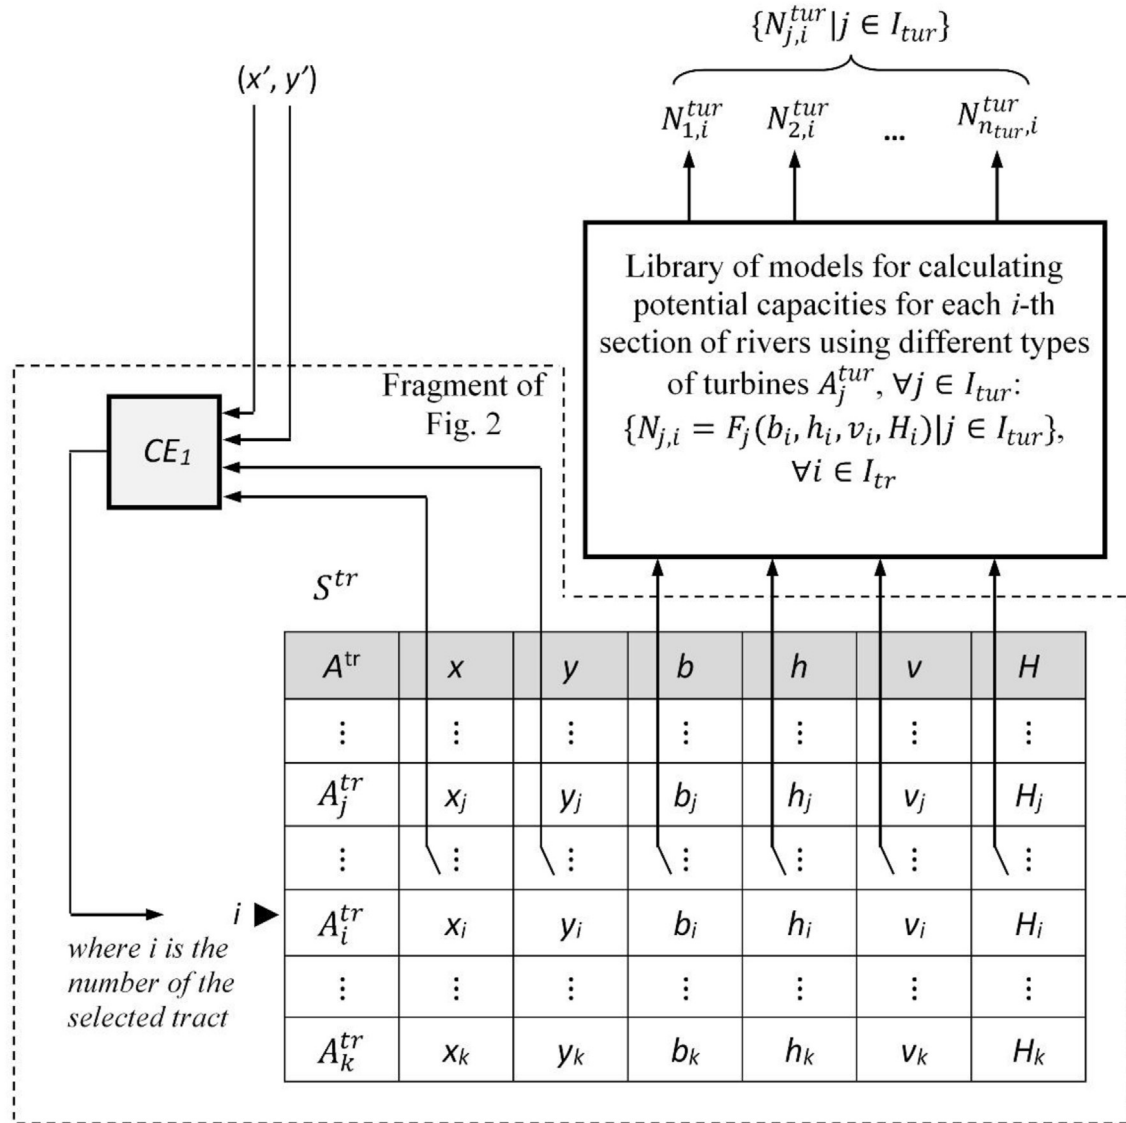 {N_{j,i}^{tur} | j ∈ I_{tur}}
(x′, y′)
N_{1,i}^{tur} N_{2,i}^{tur} ... N_{n_{tur},i}^{tur}
Library of models for calculating
potential capacities for each i-th
section of rivers using different types
of turbines A_j^{tur}, ∀j ∈ I_{tur}:
{N_{j,i} = F_j(b_i, h_i, v_i, H_i)|j ∈ I_{tur}},
∀i ∈ I_{tr}
Fragment of
Fig. 2
CE₁
S^{tr}
A^{tr} x y b h v H
⋮ ⋮ ⋮ ⋮ ⋮ ⋮ ⋮
A_j^{tr} x_j y_j b_j h_j v_j H_j
⋮ ⋮ ⋮ ⋮ ⋮ ⋮ ⋮
i ► A_i^{tr} x_i y_i b_i h_i v_i H_i
where i is the
number of the
selected tract
⋮ ⋮ ⋮ ⋮ ⋮ ⋮ ⋮
A_k^{tr} x_k y_k b_k h_k v_k H_k